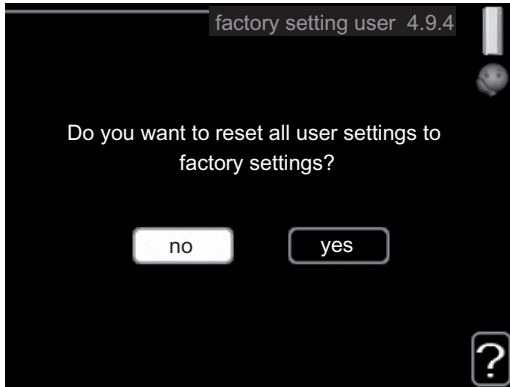 factory setting user 4.9.4
Do you want to reset all user settings to
factory settings?
no yes
?